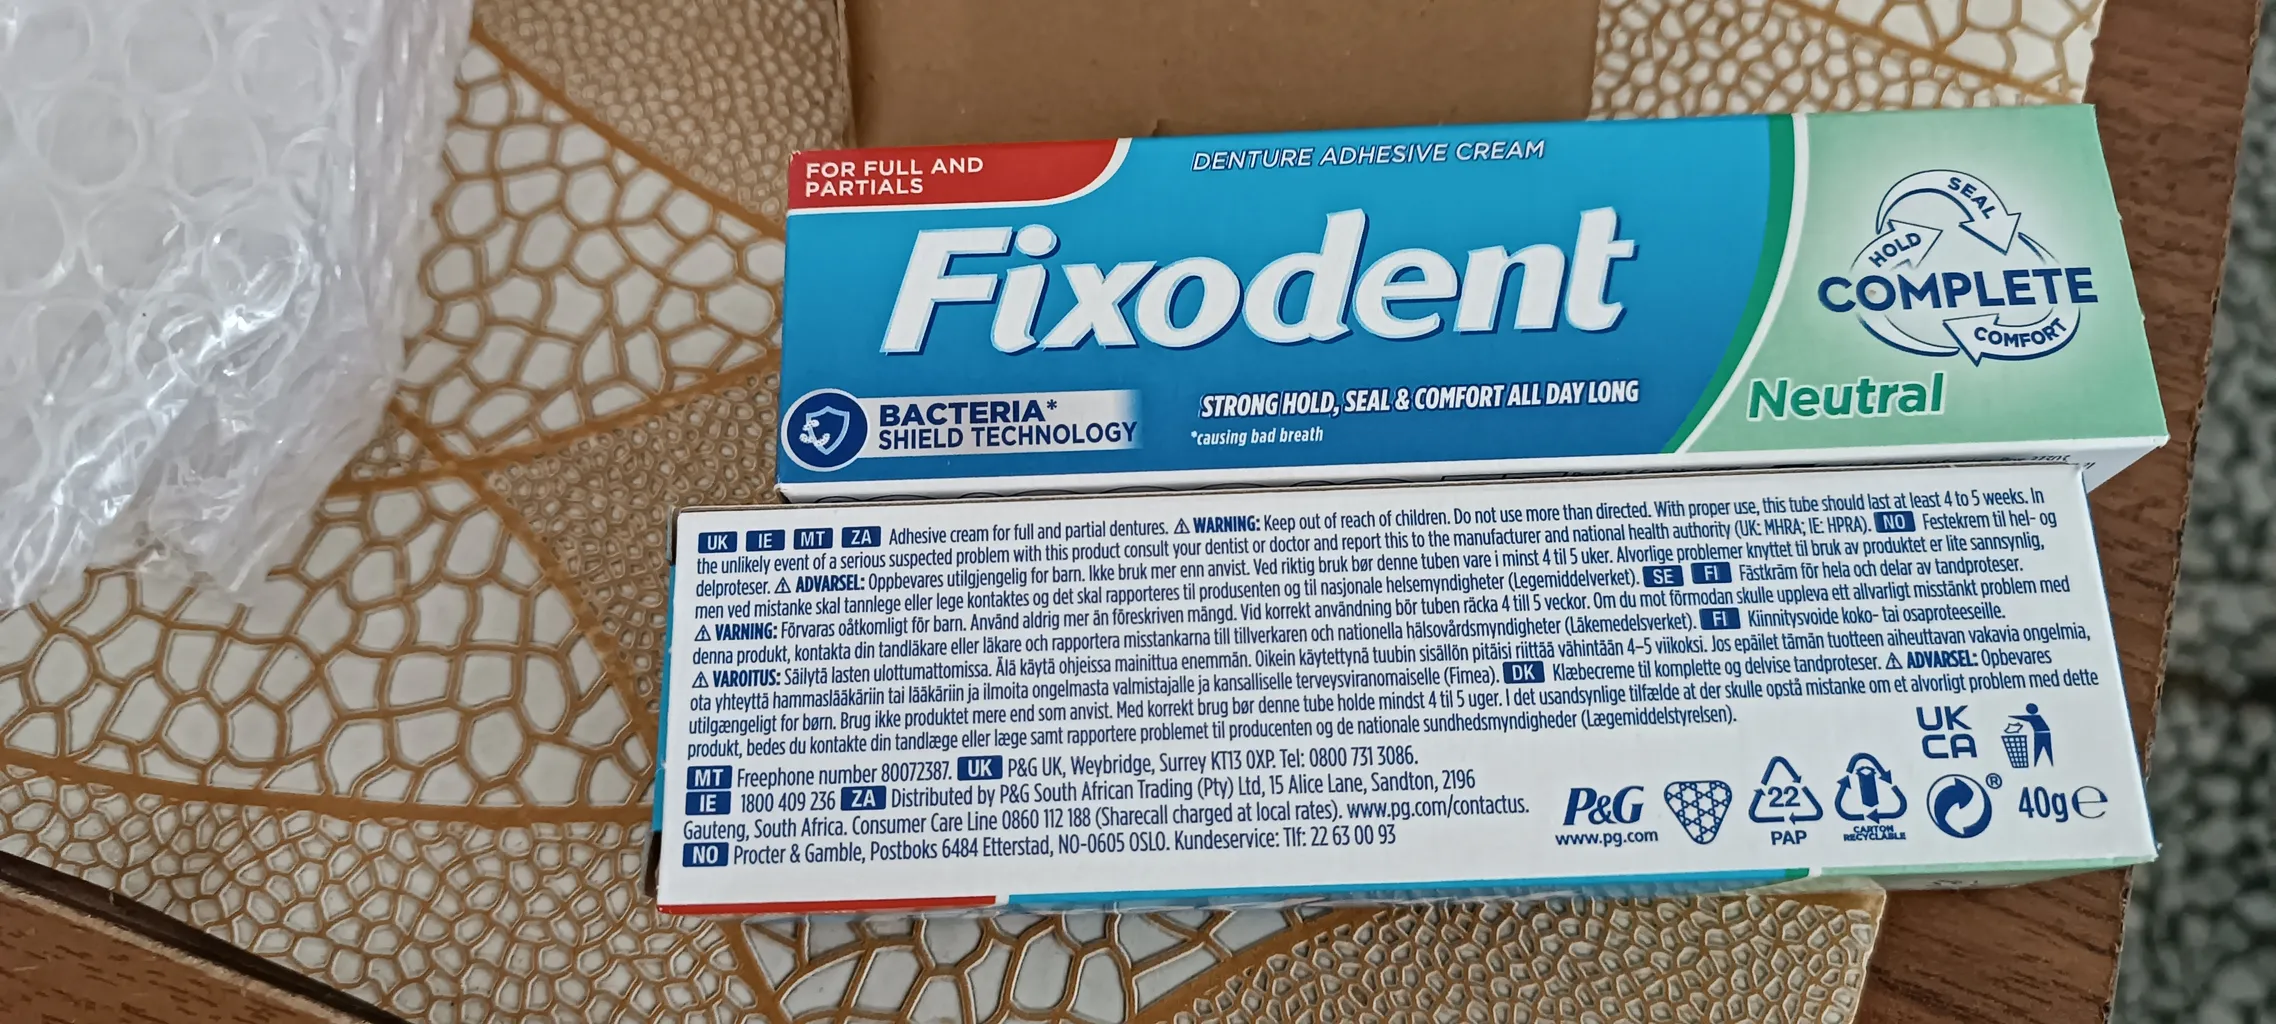 FOR FULL AND
PARTIALS
DENTURE ADHESIVE CREAM
Fixodent
BACTERIA*
SHIELD TECHNOLOGY
STRONG HOLD, SEAL & COMFORT ALL DAY LONG
*causing bad breath
HOLD
SEAL
COMPLETE
COMFORT
Neutral
UK IE MT ZA Adhesive cream for full and partial dentures. ⚠ WARNING: Keep out of reach of children. Do not use more than directed. With proper use, this tube should last at least 4 to 5 weeks. In
the unlikely event of a serious suspected problem with this product consult your dentist or doctor and report this to the manufacturer and national health authority (UK: MHRA; IE: HPRA). NO Festekrem til hel- og
delproteser. ⚠ ADVARSEL: Oppbevares utilgjengelig for barn. Ikke bruk mer enn anvist. Ved riktig bruk bør denne tuben vare i minst 4 til 5 uker. Alvorlige problemer knyttet til bruk av produktet er lite sannsynlig,
men ved mistanke skal tannlege eller lege kontaktes og det skal rapporteres til produsenten og til nasjonale helsemyndigheter (Legemiddelverket). SE FI Fästkräm för hela och delar av tandproteser.
⚠ VARNING: Förvaras oåtkomligt för barn. Använd aldrig mer än föreskriven mängd. Vid korrekt användning bör tuben räcka 4 till 5 veckor. Om du mot förmodan skulle uppleva ett allvarligt misstänkt problem med
denna produkt, kontakta din tandläkare eller läkare och rapportera misstankarna till tillverkaren och nationella hälsovårdsmyndigheter (Läkemedelsverket). FI Kiinnitysvoide koko- tai osaproteeseille.
⚠ VAROITUS: Säilytä lasten ulottumattomissa. Älä käytä ohjeissa mainittua enemmän. Oikein käytettynä tuubin sisällön pitäisi riittää vähintään 4–5 viikoksi. Jos epäilet tämän tuotteen aiheuttavan vakavia ongelmia,
ota yhteyttä hammaslääkäriin tai lääkäriin ja ilmoita ongelmasta valmistajalle ja kansalliselle terveysviranomaiselle (Fimea). DK Klæbecreme til komplette og delvise tandproteser. ⚠ ADVARSEL: Opbevares
utilgængeligt for børn. Brug ikke produktet mere end som anvist. Med korrekt brug bør denne tube holde mindst 4 til 5 uger. I det usandsynlige tilfælde at der skulle opstå mistanke om et alvorligt problem med dette
produkt, bedes du kontakte din tandlæge eller læge samt rapportere problemet til producenten og de nationale sundhedsmyndigheder (Lægemiddelstyrelsen).
MT Freephone number 80072387. UK P&G UK, Weybridge, Surrey KT13 0XP. Tel: 0800 731 3086.
IE 1800 409 236 ZA Distributed by P&G South African Trading (Pty) Ltd, 15 Alice Lane, Sandton, 2196
Gauteng, South Africa. Consumer Care Line 0860 112 188 (Sharecall charged at local rates). www.pg.com/contactus.
NO Procter & Gamble, Postboks 6484 Etterstad, NO-0605 OSLO. Kundeservice: Tlf: 22 63 00 93
P&G
www.pg.com
22
PAP
CARTON
RECYCLABLE
UK
CA
®
40g℮